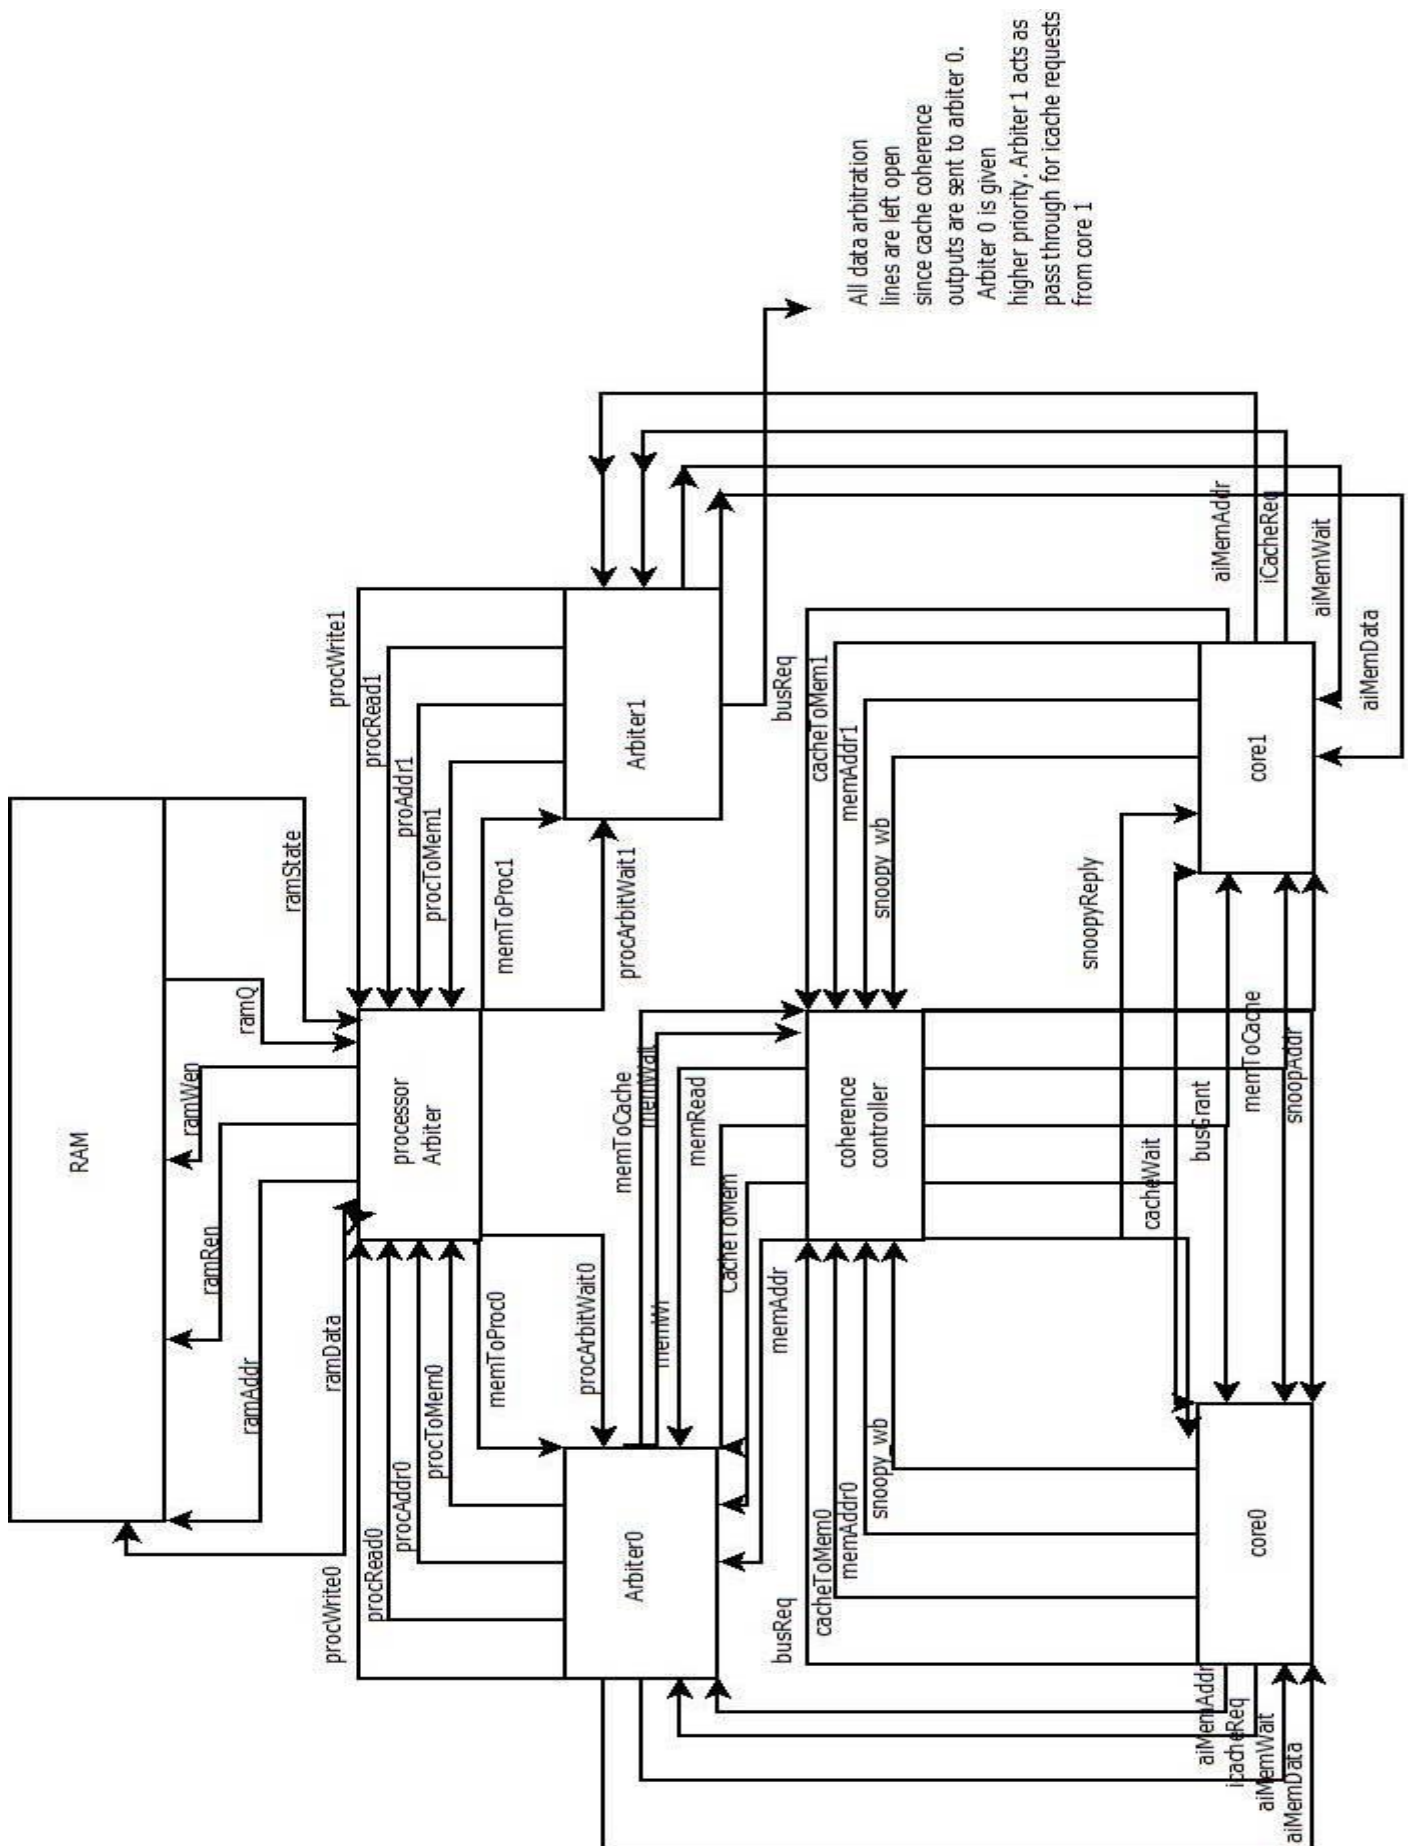 RAM
ramState
ramQ
ramWen
ramRen
ramAddr
ramData
processor
Arbiter
procWrite1
procRead1
proAddr1
procToMem1
memToProc1
procArbitWait1
Arbiter1
procWrite0
procRead0
procAddr0
procToMem0
memToProc0
procArbitWait0
Arbiter0
All data arbitration
lines are left open
since cache coherence
outputs are sent to arbiter 0.
Arbiter 0 is given
higher priority. Arbiter 1 acts as
pass through for icache requests
from core 1
memToCache
memWait
memRead
memWr
CacheToMem
memAddr
coherence
controller
busReq
cacheToMem1
memAddr1
snoopy_wb
busReq
cacheToMem0
memAddr0
snoopy_wb
snoopyReply
cacheWait
busGrant
memToCache
snoopAddr
core1
aiMemAddr
iCacheReq
aiMemWait
aiMemData
core0
aiMemAddr
icacheReq
aiMemWait
aiMemData